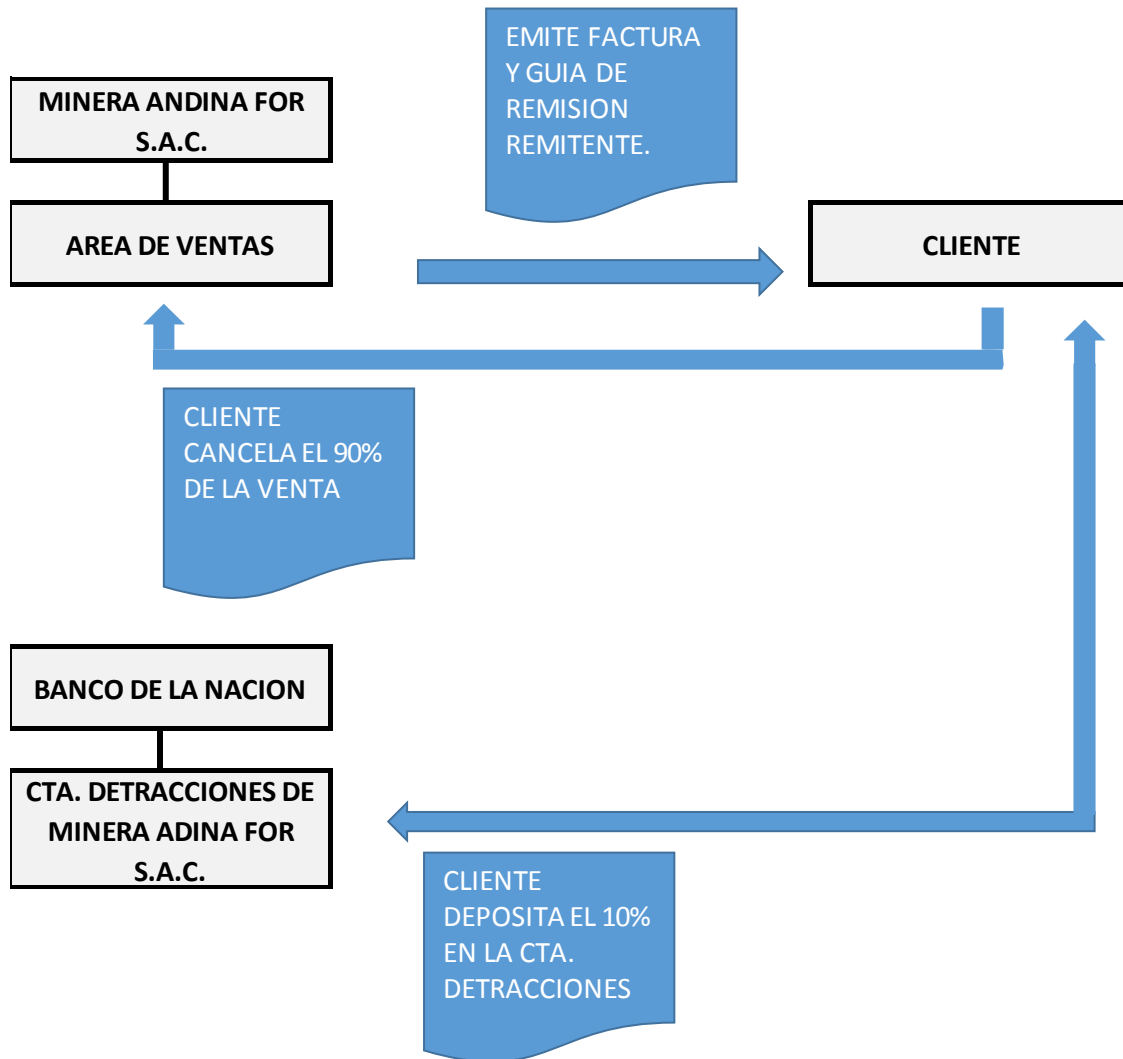 EMITE FACTURA
Y GUIA DE
REMISION
REMITENTE.
MINERA ANDINA FOR
S.A.C.
AREA DE VENTAS
CLIENTE
CLIENTE
CANCELA EL 90%
DE LA VENTA
BANCO DE LA NACION
CTA. DETRACCIONES DE
MINERA ADINA FOR
S.A.C.
CLIENTE
DEPOSITA EL 10%
EN LA CTA.
DETRACCIONES